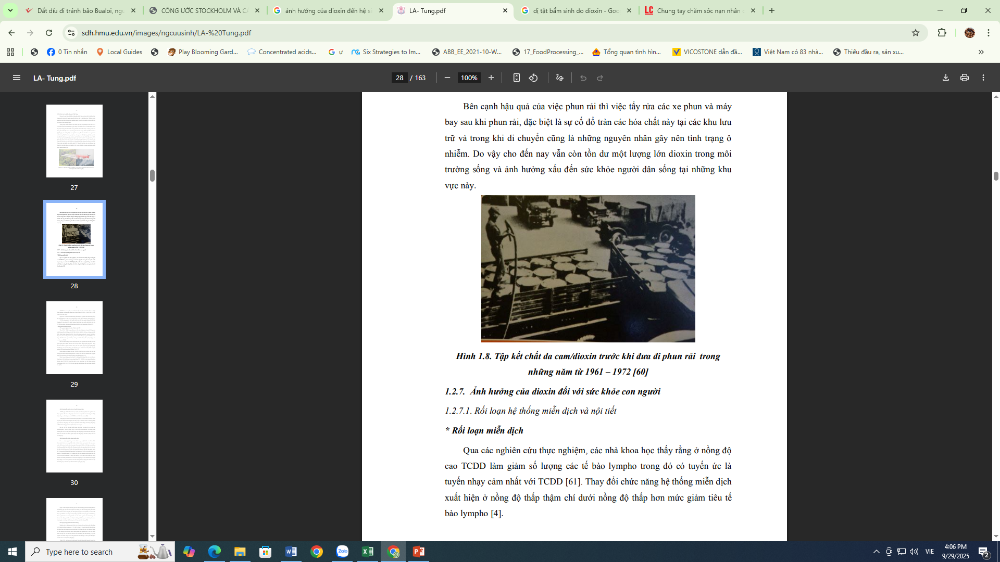 Dắt díu đi tránh bão Bualoi, ngu
CÔNG ƯỚC STOCKHOLM VÀ CÁ
ảnh hưởng của dioxin đến hệ si
LA- Tung.pdf
dị tật bẩm sinh do dioxin - Goo
Chung tay chăm sóc nạn nhân
sdh.hmu.edu.vn/images/ngcuusinh/LA-%20Tung.pdf
0 Tin nhắn
Local Guides
Play Blooming Gard...
Concentrated acids...
ự
Six Strategies to Im...
ABB_EE_2021-10-W...
17_FoodProcessing_...
Tổng quan tình hìn...
VICOSTONE dẫn đầ...
Việt Nam có 83 nhà...
Thiếu đầu ra, sản xu...
LA- Tung.pdf
28 / 163
100%
27
28
29
30
Bên cạnh hậu quả của việc phun rải thì việc tẩy rửa các xe phun và máy
bay sau khi phun rải, đặc biệt là sự cố đổ tràn các hóa chất này tại các khu lưu
trữ và trong khi di chuyển cũng là những nguyên nhân gây nên tình trạng ô
nhiễm. Do vậy cho đến nay vẫn còn tồn dư một lượng lớn dioxin trong môi
trường sống và ảnh hưởng xấu đến sức khỏe người dân sống tại những khu
vực này.
Hình 1.8. Tập kết chất da cam/dioxin trước khi đưa đi phun rải trong
những năm từ 1961 – 1972 [60]
1.2.7. Ảnh hưởng của dioxin đối với sức khỏe con người
1.2.7.1. Rối loạn hệ thống miễn dịch và nội tiết
* Rối loạn miễn dịch
Qua các nghiên cứu thực nghiệm, các nhà khoa học thấy rằng ở nồng độ
cao TCDD làm giảm số lượng các tế bào lympho trong đó có tuyến ức là
tuyến nhạy cảm nhất với TCDD [61]. Thay đổi chức năng hệ thống miễn dịch
xuất hiện ở nồng độ thấp thậm chí dưới nồng độ thấp hơn mức giảm tiêu tế
bào lympho [4].
Type here to search
Zalo
VIE
4:06 PM
9/29/2025
2